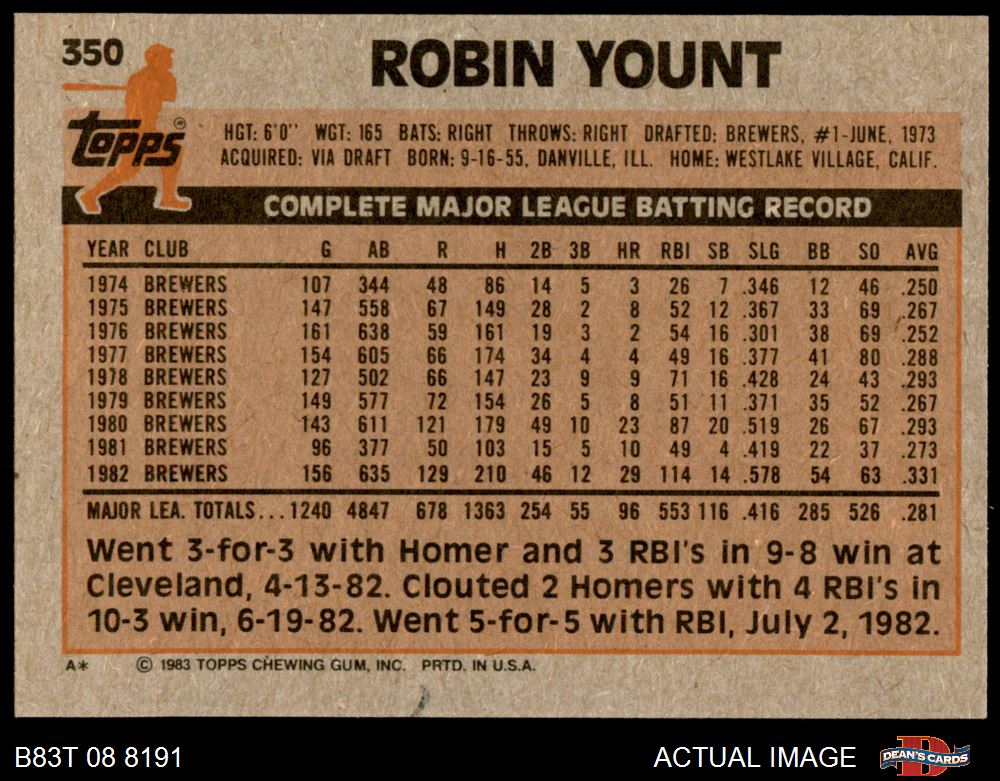 350
ROBIN YOUNT
Topps ®
HGT: 6'0" WGT: 165 BATS: RIGHT THROWS: RIGHT DRAFTED: BREWERS, #1-JUNE, 1973
ACQUIRED: VIA DRAFT BORN: 9-16-55, DANVILLE, ILL. HOME: WESTLAKE VILLAGE, CALIF.
COMPLETE MAJOR LEAGUE BATTING RECORD
YEAR CLUB G AB R H 2B 3B HR RBI SB SLG BB SO AVG
1974 BREWERS 107 344 48 86 14 5 3 26 7 .346 12 46 .250
1975 BREWERS 147 558 67 149 28 2 8 52 12 .367 33 69 .267
1976 BREWERS 161 638 59 161 19 3 2 54 16 .301 38 69 .252
1977 BREWERS 154 605 66 174 34 4 4 49 16 .377 41 80 .288
1978 BREWERS 127 502 66 147 23 9 9 71 16 .428 24 43 .293
1979 BREWERS 149 577 72 154 26 5 8 51 11 .371 35 52 .267
1980 BREWERS 143 611 121 179 49 10 23 87 20 .519 26 67 .293
1981 BREWERS 96 377 50 103 15 5 10 49 4 .419 22 37 .273
1982 BREWERS 156 635 129 210 46 12 29 114 14 .578 54 63 .331
MAJOR LEA. TOTALS...1240 4847 678 1363 254 55 96 553 116 .416 285 526 .281
Went 3-for-3 with Homer and 3 RBI's in 9-8 win at
Cleveland, 4-13-82. Clouted 2 Homers with 4 RBI's in
10-3 win, 6-19-82. Went 5-for-5 with RBI, July 2, 1982.
A* © 1983 TOPPS CHEWING GUM, INC. PRTD. IN U.S.A.
B83T 08 8191 ACTUAL IMAGE DEAN'S CARDS